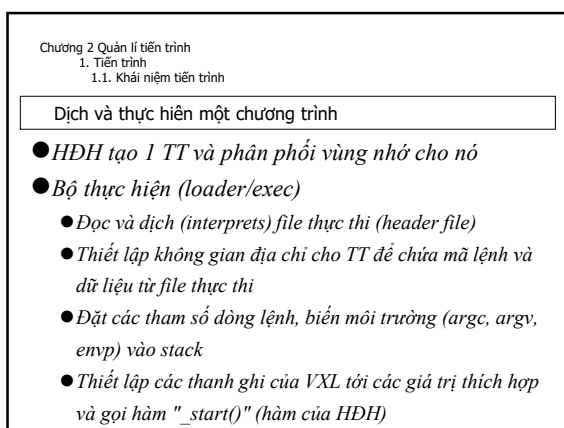 Chương 2 Quản lí tiến trình
1. Tiến trình
1.1. Khái niệm tiến trình
Dịch và thực hiện một chương trình
●HĐH tạo 1 TT và phân phối vùng nhớ cho nó
●Bộ thực hiện (loader/exec)
●Đọc và dịch (interprets) file thực thi (header file)
●Thiết lập không gian địa chỉ cho TT để chứa mã lệnh và
dữ liệu từ file thực thi
●Đặt các tham số dòng lệnh, biến môi trường (argc, argv,
envp) vào stack
●Thiết lập các thanh ghi của VXL tới các giá trị thích hợp
và gọi hàm "_start()" (hàm của HĐH)